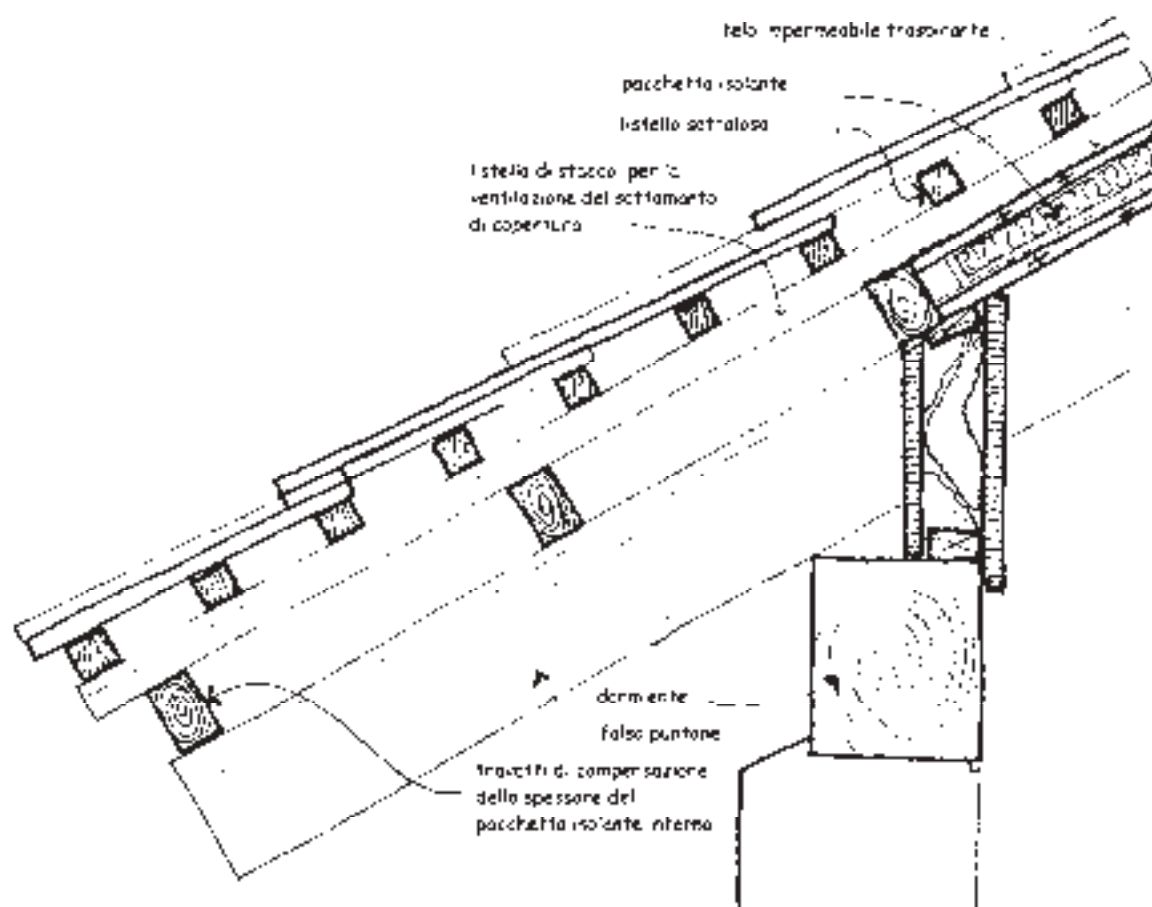 telo impermeabile traspirante
pacchetto isolante
listello sottolosa
listello di stacco per la
ventilazione del sottomanto
di copertura
dormiente
falso puntone
travetti di compensazione
dello spessore del
pacchetto isolante interno